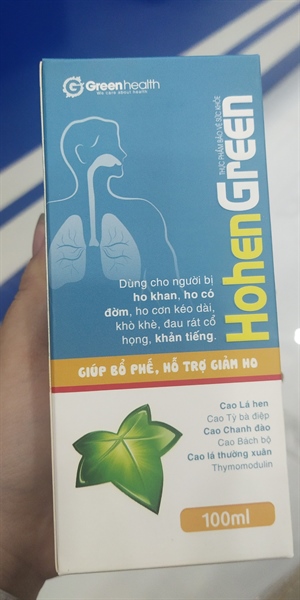 Greenhealth
We care about health
HohenGreen
THỰC PHẨM BẢO VỆ SỨC KHỎE
Dùng cho người bị
ho khan, ho có
đờm, ho cơn kéo dài,
khò khè, đau rát cổ
họng, khản tiếng.
GIÚP BỔ PHẾ, HỖ TRỢ GIẢM HO
Cao Lá hen
Cao Tỳ bà diệp
Cao Chanh đào
Cao Bách bộ
Cao lá thường xuân
Thymomodulin
100ml